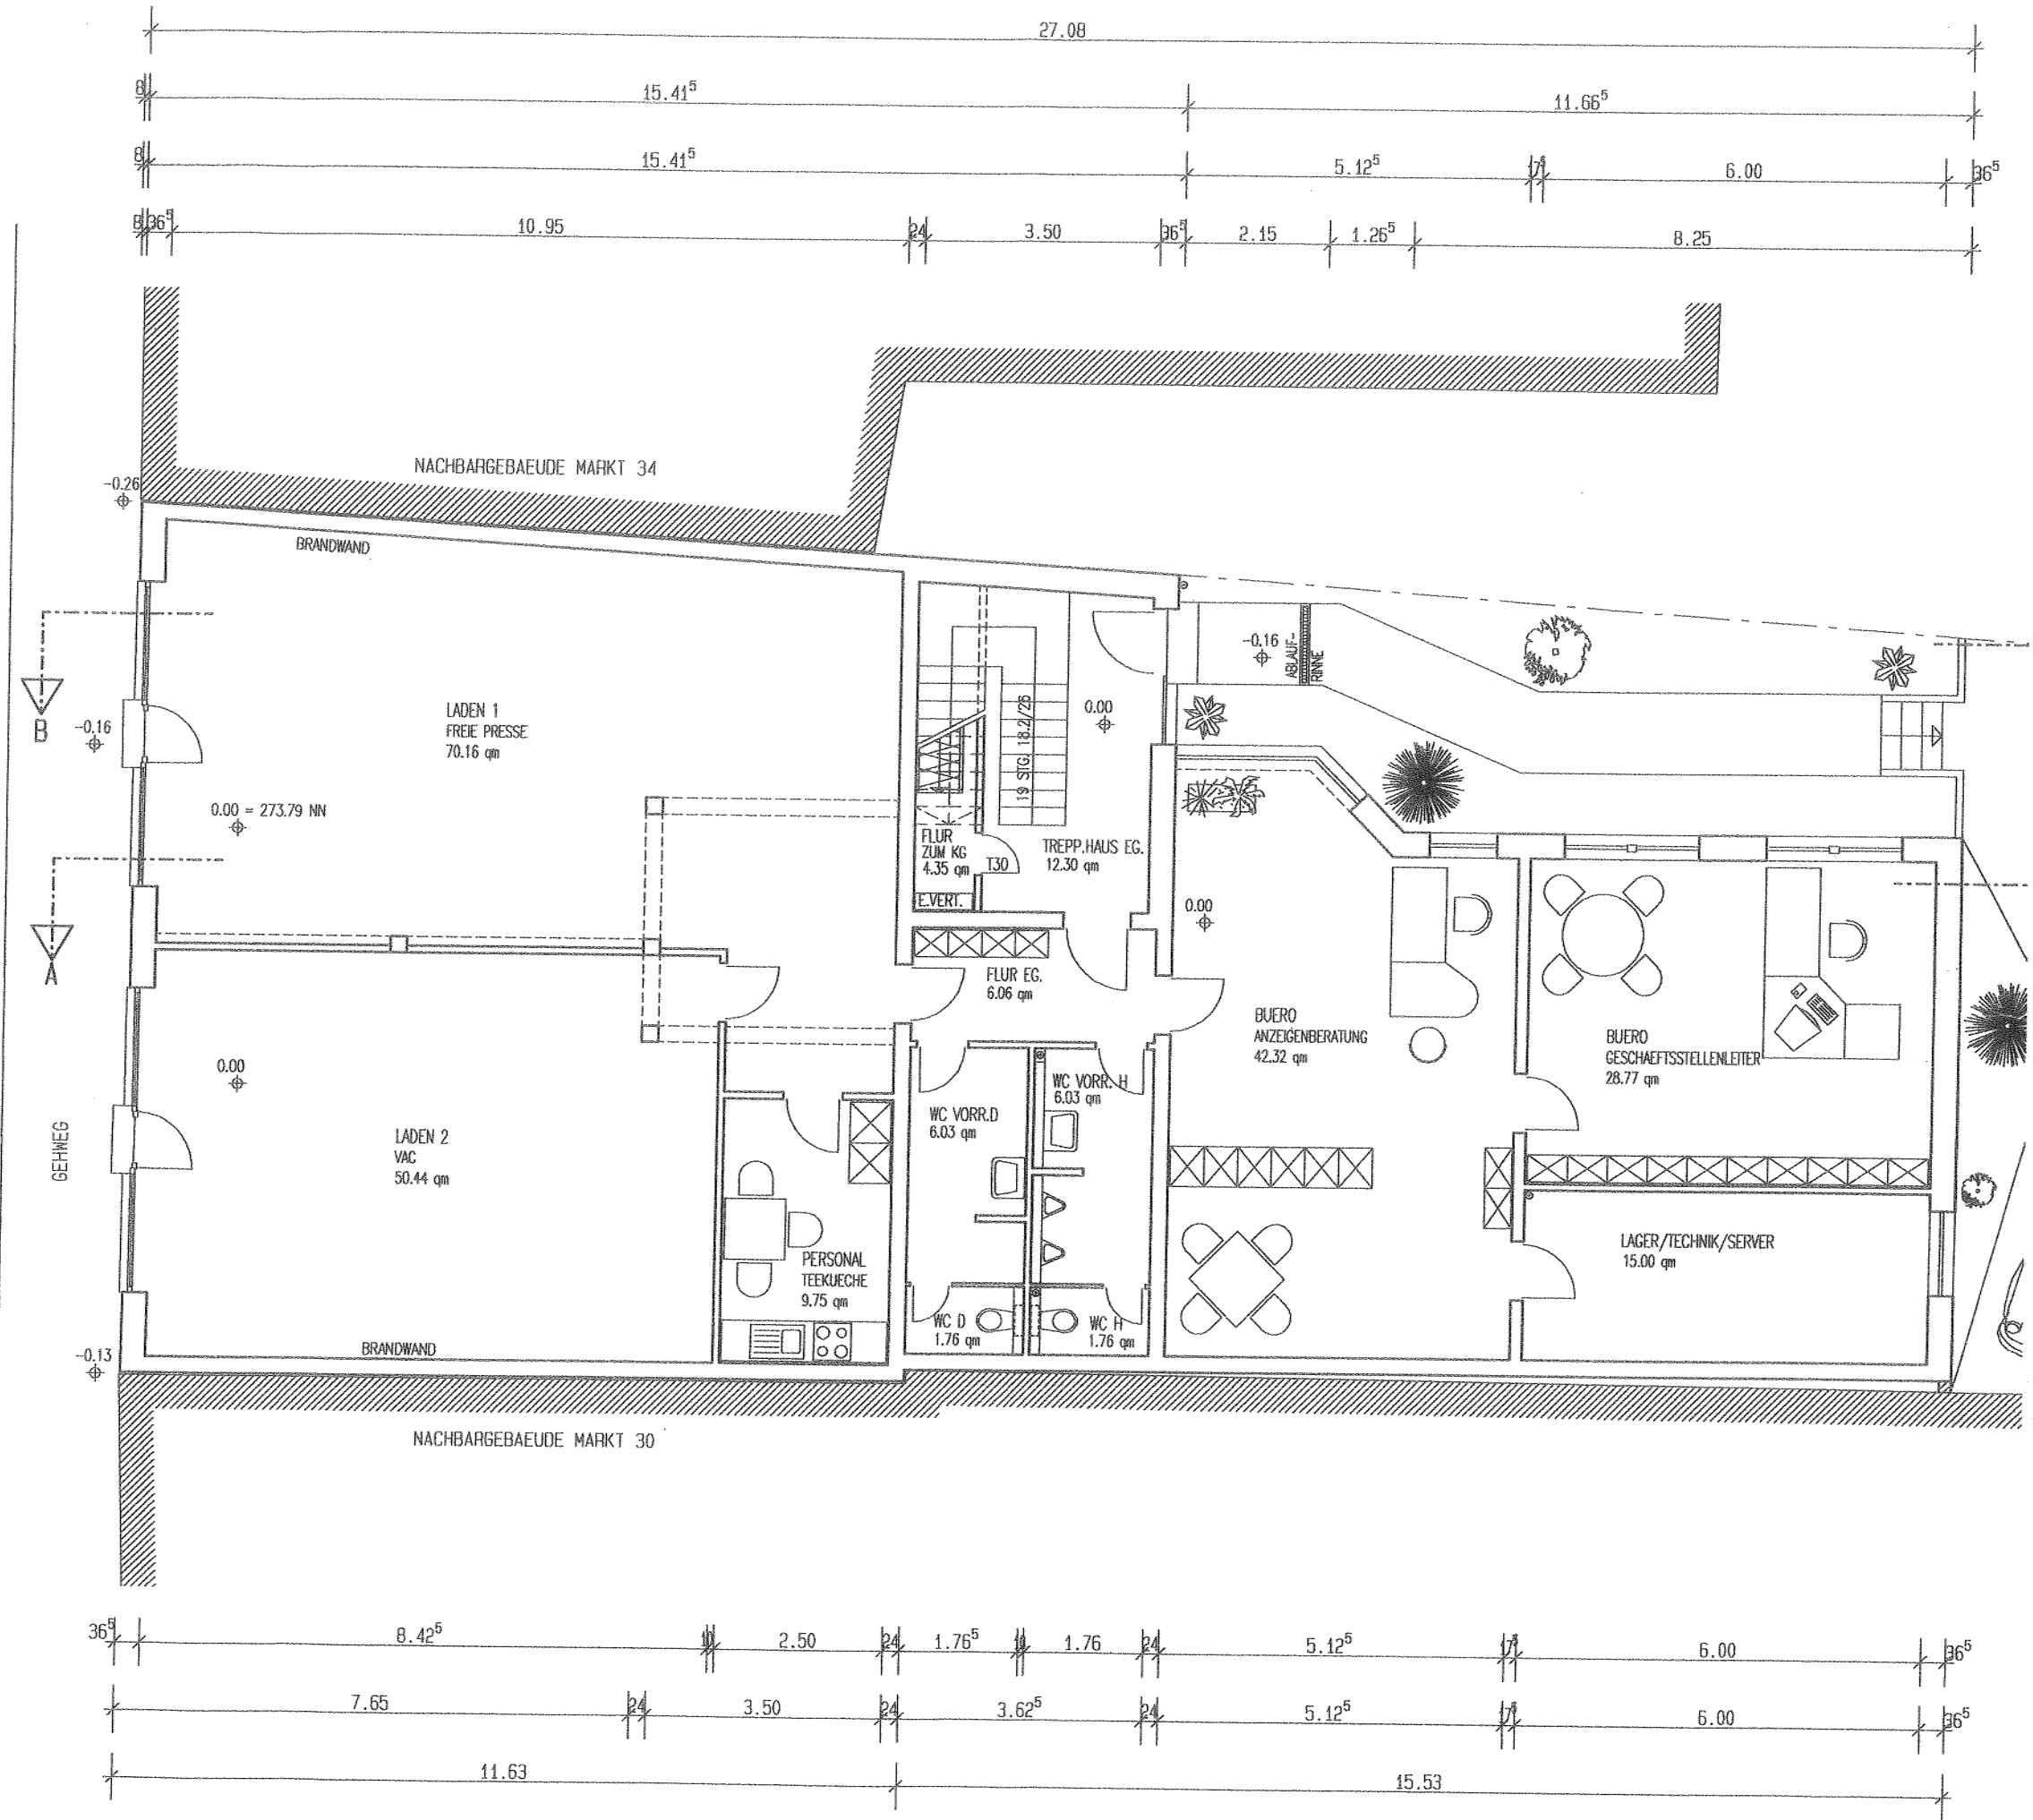 27.08
8 15.41⁵ 11.66⁵
8 15.41⁵ 5.12⁵ 17⁵ 6.00 36⁵
8 36⁵ 10.95 24 3.50 36⁵ 2.15 1.26⁵ 8.25
NACHBARGEBAEUDE MARKT 34
-0.26
BRANDWAND
B
-0.16
LADEN 1
FREIE PRESSE
70.16 qm
0.00 = 273.79 NN
A
19 STG. 18.2/26
0.00
FLUR
ZUM KG
4.35 qm
T30
E.VERT.
TREPP.HAUS EG.
12.30 qm
-0.16
ABLAUF-
RINNE
0.00
FLUR EG.
6.06 qm
BUERO
ANZEIGENBERATUNG
42.32 qm
BUERO
GESCHAEFTSSTELLENLEITER
28.77 qm
0.00
GEHWEG
LADEN 2
VAC
50.44 qm
WC VORR.D
6.03 qm
WC VORR. H
6.03 qm
PERSONAL
TEEKUECHE
9.75 qm
WC D
1.76 qm
WC H
1.76 qm
LAGER/TECHNIK/SERVER
15.00 qm
BRANDWAND
-0.13
NACHBARGEBAEUDE MARKT 30
36⁵ 8.42⁵ 10 2.50 24 1.76⁵ 10 1.76 24 5.12⁵ 17⁵ 6.00 36⁵
7.65 24 3.50 24 3.62⁵ 24 5.12⁵ 17⁵ 6.00 36⁵
11.63 15.53